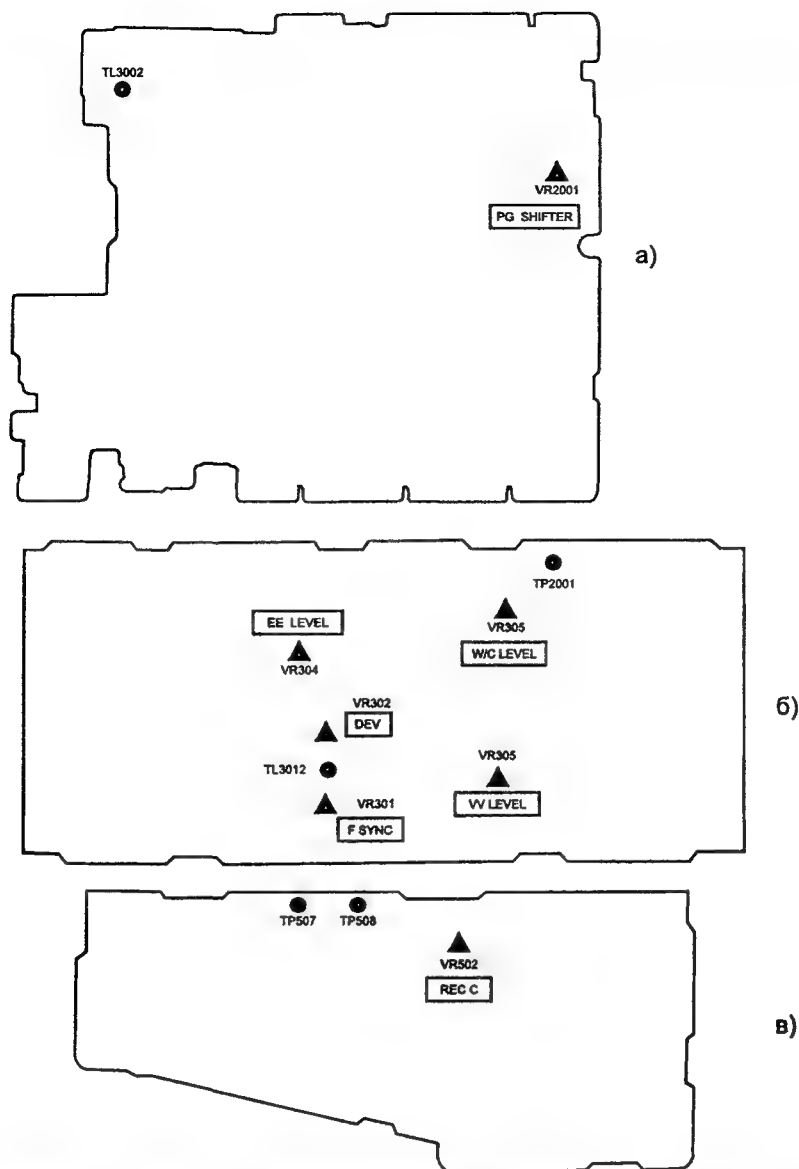 TL3002
VR2001
PG SHIFTER
а)
TP2001
EE LEVEL
VR305
VR304
W/C LEVEL
VR302
DEV
б)
TL3012
VR305
VR301
VV LEVEL
F SYNC
TP507
TP508
VR502
REC C
в)